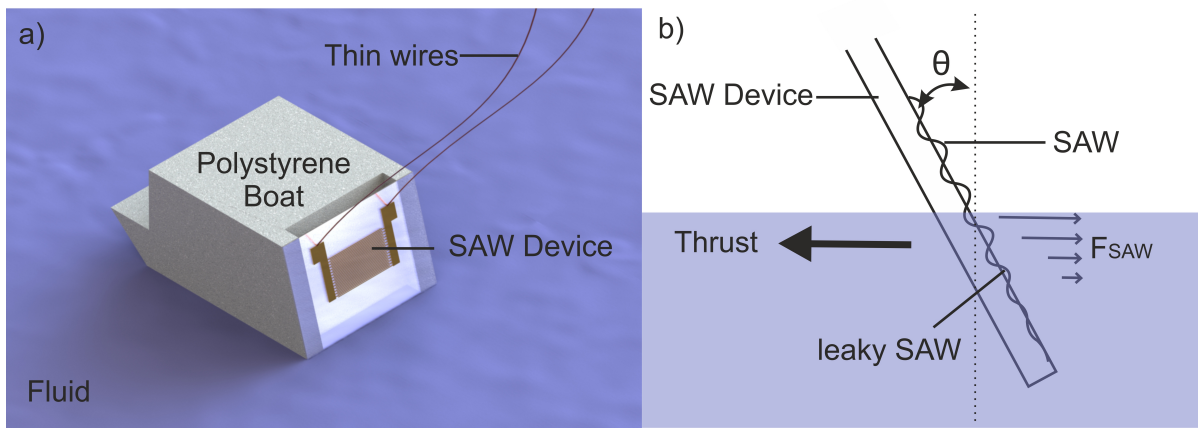 a)
Thin wires
Polystyrene
Boat
SAW Device
Fluid
b)
θ
SAW Device
SAW
Thrust
FSAW
leaky SAW